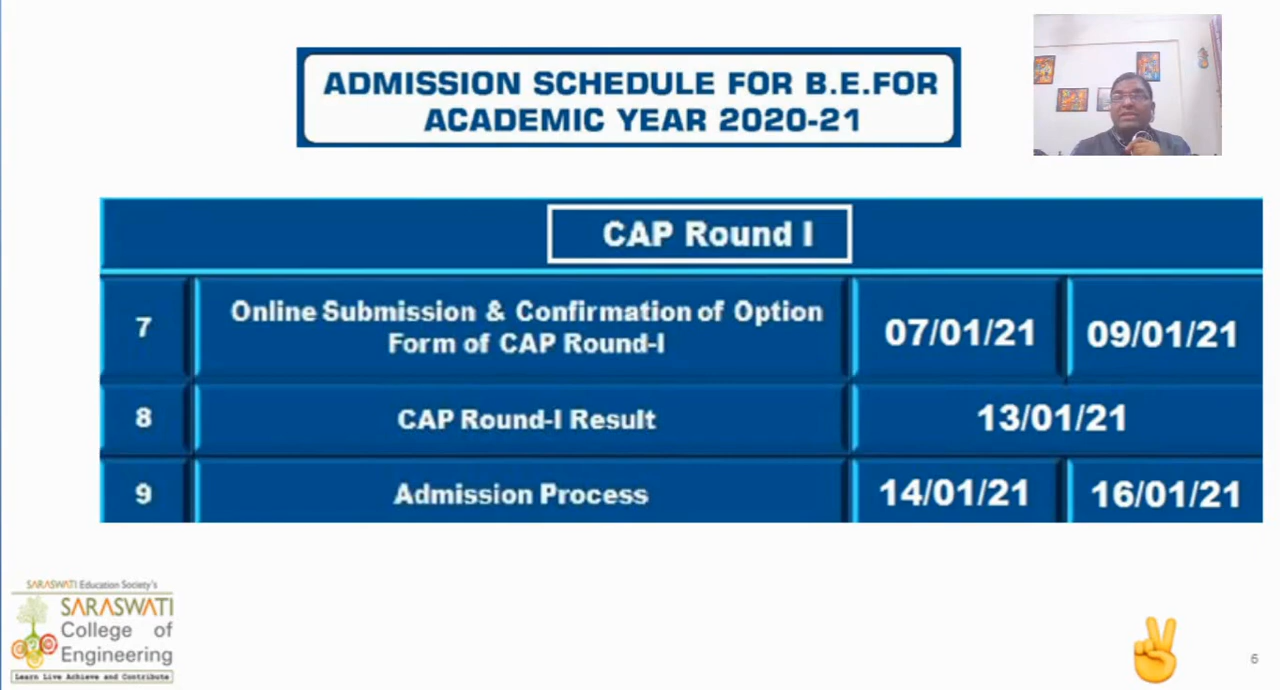 ADMISSION SCHEDULE FOR B.E.FOR
ACADEMIC YEAR 2020-21
CAP Round I
7
Online Submission & Confirmation of Option
Form of CAP Round-I
07/01/21
09/01/21
8
CAP Round-I Result
13/01/21
9
Admission Process
14/01/21
16/01/21
SARASWATI Education Society's
SARASWATI
College of
Engineering
Learn Live Achieve and Contribute
6